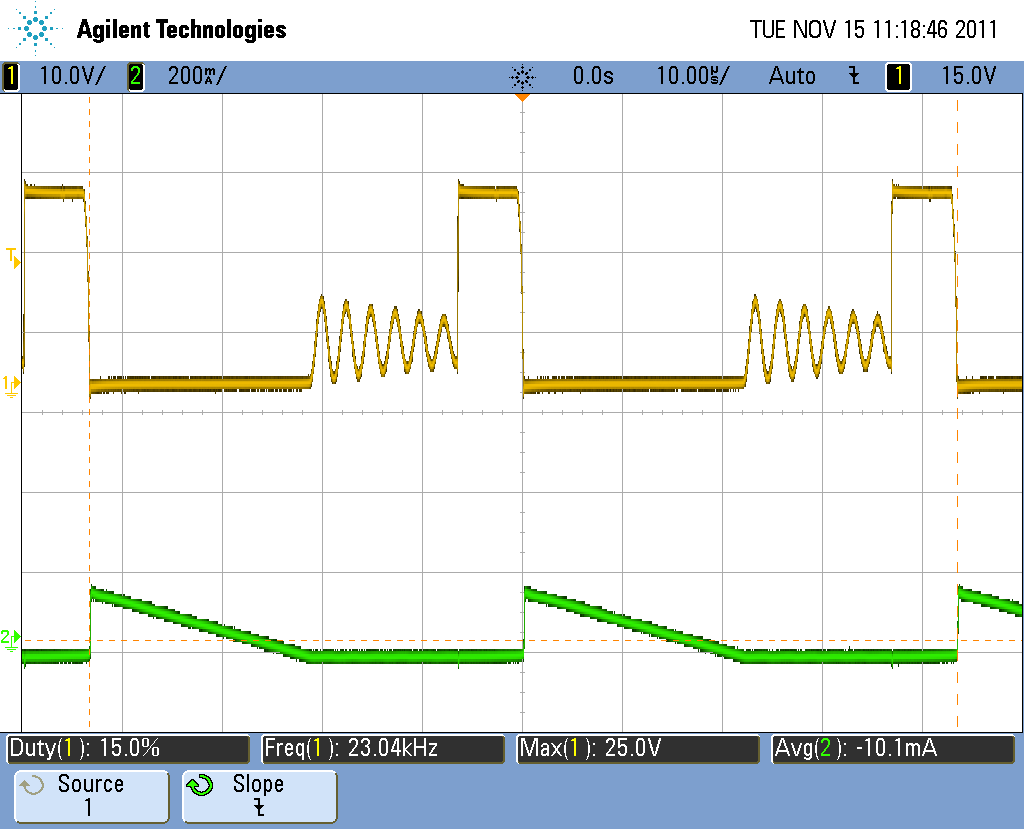 Agilent Technologies
TUE NOV 15 11:18:46 2011
1 10.0V/ 2 200mA/ 0.0s 10.00µs/ Auto 1 15.0V
T
1
2
Duty(1): 15.0% Freq(1): 23.04kHz Max(1): 25.0V Avg(2): -10.1mA
Source Slope
1